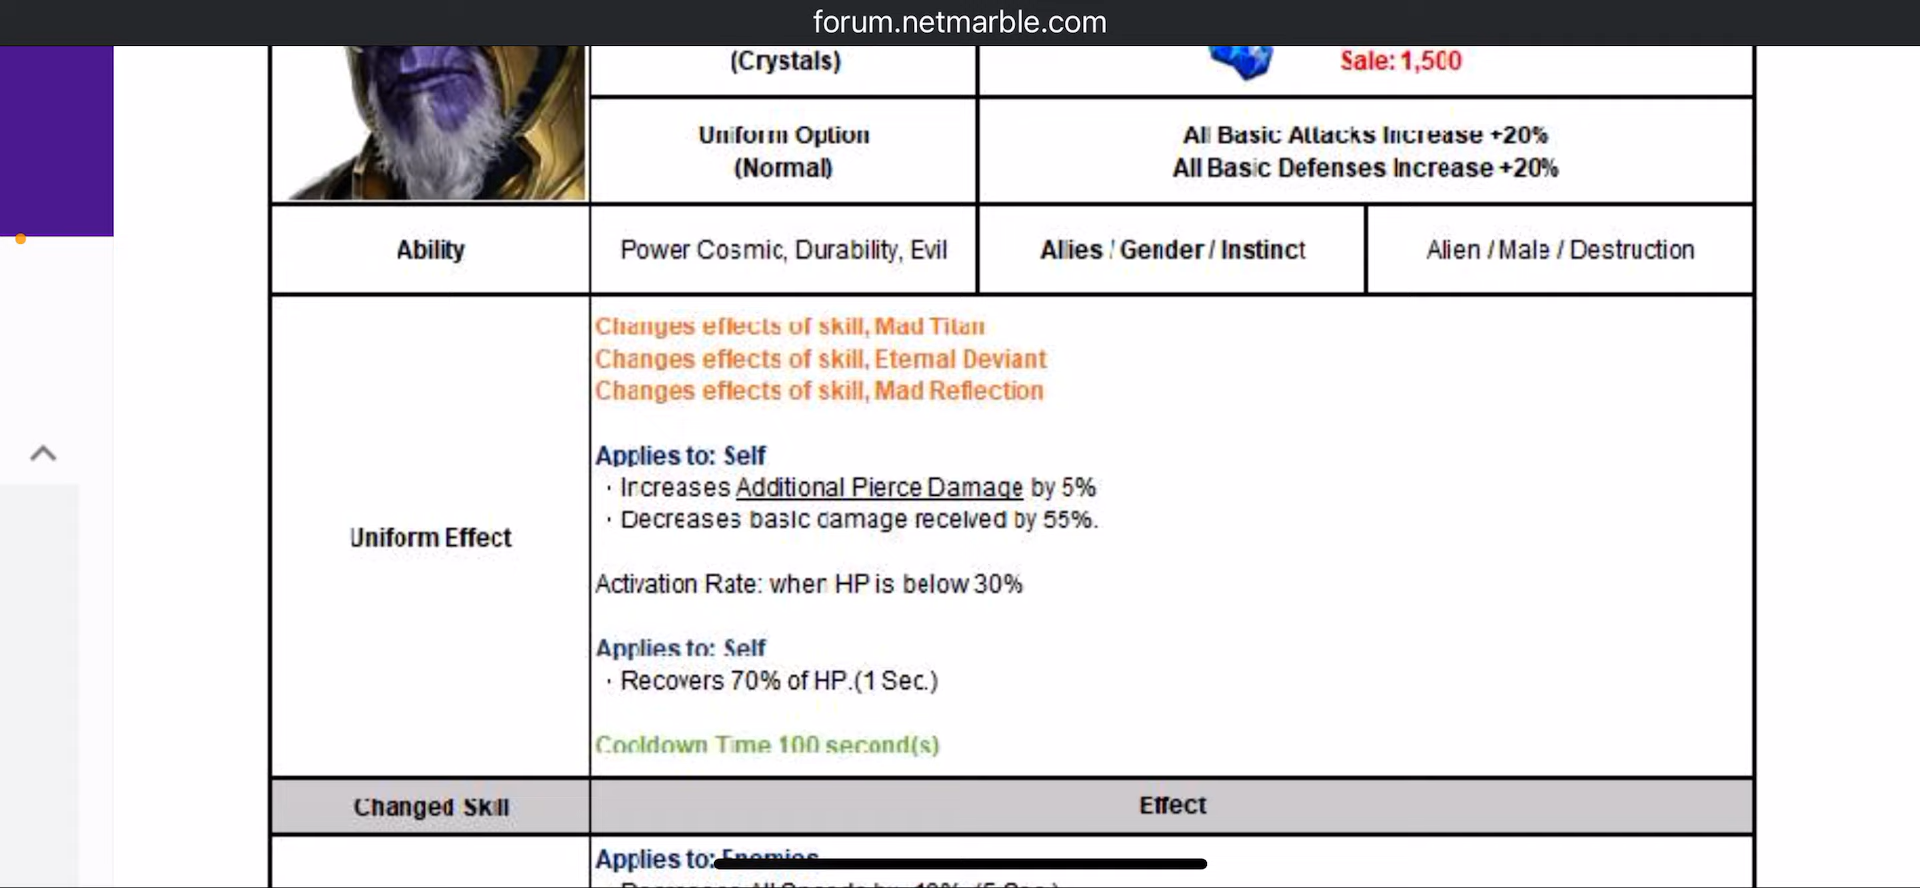 forum.netmarble.com
(Crystals)
Sale: 1,500
Uniform Option
(Normal)
All Basic Attacks Increase +20%
All Basic Defenses Increase +20%
Ability
Power Cosmic, Durability, Evil
Allies / Gender / Instinct
Alien / Male / Destruction
Uniform Effect
Changes effects of skill, Mad Titan
Changes effects of skill, Eternal Deviant
Changes effects of skill, Mad Reflection
Applies to: Self
· Increases Additional Pierce Damage by 5%
· Decreases basic damage received by 55%.
Activation Rate: when HP is below 30%
Applies to: Self
· Recovers 70% of HP.(1 Sec.)
Cooldown Time 100 second(s)
Changed Skill
Effect
Applies to: Enemies